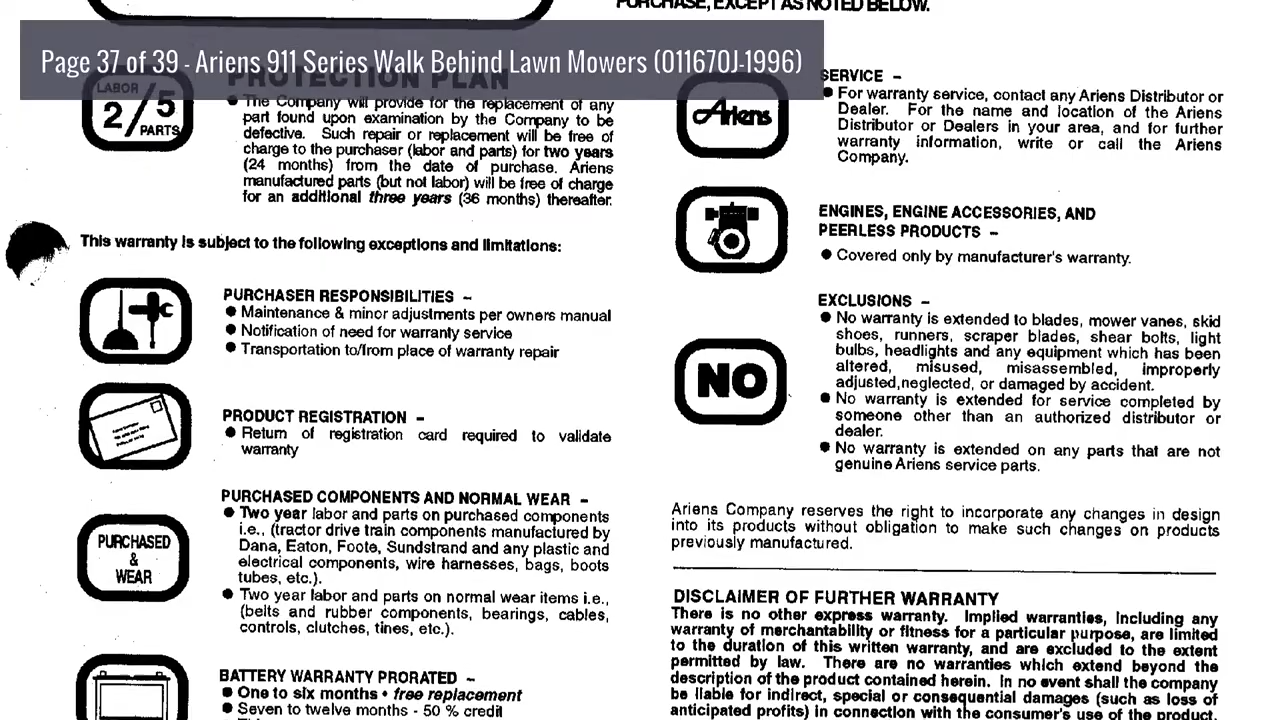 PURCHASE, EXCEPT AS NOTED BELOW.
Page 37 of 39 - Ariens 911 Series Walk Behind Lawn Mowers (011670J-1996)
LABOR
2/5
PARTS
PROTECTION PLAN
● The Company will provide for the replacement of any
part found upon examination by the Company to be
defective. Such repair or replacement will be free of
charge to the purchaser (labor and parts) for two years
(24 months) from the date of purchase. Ariens
manufactured parts (but not labor) will be free of charge
for an additional three years (36 months) thereafter.
This warranty is subject to the following exceptions and limitations:
PURCHASER RESPONSIBILITIES –
● Maintenance & minor adjustments per owners manual
● Notification of need for warranty service
● Transportation to/from place of warranty repair
PRODUCT REGISTRATION –
● Return of registration card required to validate
warranty
PURCHASED
&
WEAR
PURCHASED COMPONENTS AND NORMAL WEAR –
● Two year labor and parts on purchased components
i.e., (tractor drive train components manufactured by
Dana, Eaton, Foote, Sundstrand and any plastic and
electrical components, wire harnesses, bags, boots
tubes, etc.).
● Two year labor and parts on normal wear items i.e.,
(belts and rubber components, bearings, cables,
controls, clutches, tines, etc.).
BATTERY WARRANTY PRORATED –
● One to six months • free replacement
● Seven to twelve months - 50 % credit
Ariens
SERVICE –
● For warranty service, contact any Ariens Distributor or
Dealer. For the name and location of the Ariens
Distributor or Dealers in your area, and for further
warranty information, write or call the Ariens
Company.
ENGINES, ENGINE ACCESSORIES, AND
PEERLESS PRODUCTS –
● Covered only by manufacturer's warranty.
NO
EXCLUSIONS –
● No warranty is extended to blades, mower vanes, skid
shoes, runners, scraper blades, shear bolts, light
bulbs, headlights and any equipment which has been
altered, misused, misassembled, improperly
adjusted,neglected, or damaged by accident.
● No warranty is extended for service completed by
someone other than an authorized distributor or
dealer.
● No warranty is extended on any parts that are not
genuine Ariens service parts.
Ariens Company reserves the right to incorporate any changes in design
into its products without obligation to make such changes on products
previously manufactured.
DISCLAIMER OF FURTHER WARRANTY
There is no other express warranty. Implied warranties, including any
warranty of merchantability or fitness for a particular purpose, are limited
to the duration of this written warranty, and are excluded to the extent
permitted by law. There are no warranties which extend beyond the
description of the product contained herein. In no event shall the company
be liable for indirect, special or consequential damages (such as loss of
anticipated profits) in connection with the consumer's use of the product.